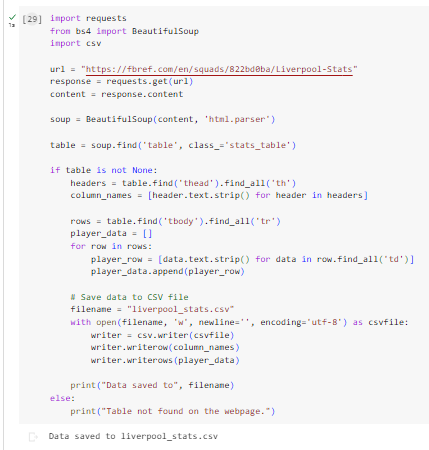 [29] import requests
1s
from bs4 import BeautifulSoup
import csv
url = "https://fbref.com/en/squads/822bd0ba/Liverpool-Stats"
response = requests.get(url)
content = response.content
soup = BeautifulSoup(content, 'html.parser')
table = soup.find('table', class_='stats_table')
if table is not None:
headers = table.find('thead').find_all('th')
column_names = [header.text.strip() for header in headers]
rows = table.find('tbody').find_all('tr')
player_data = []
for row in rows:
player_row = [data.text.strip() for data in row.find_all('td')]
player_data.append(player_row)
# Save data to CSV file
filename = "liverpool_stats.csv"
with open(filename, 'w', newline='', encoding='utf-8') as csvfile:
writer = csv.writer(csvfile)
writer.writerow(column_names)
writer.writerows(player_data)
print("Data saved to", filename)
else:
print("Table not found on the webpage.")
Data saved to liverpool_stats.csv